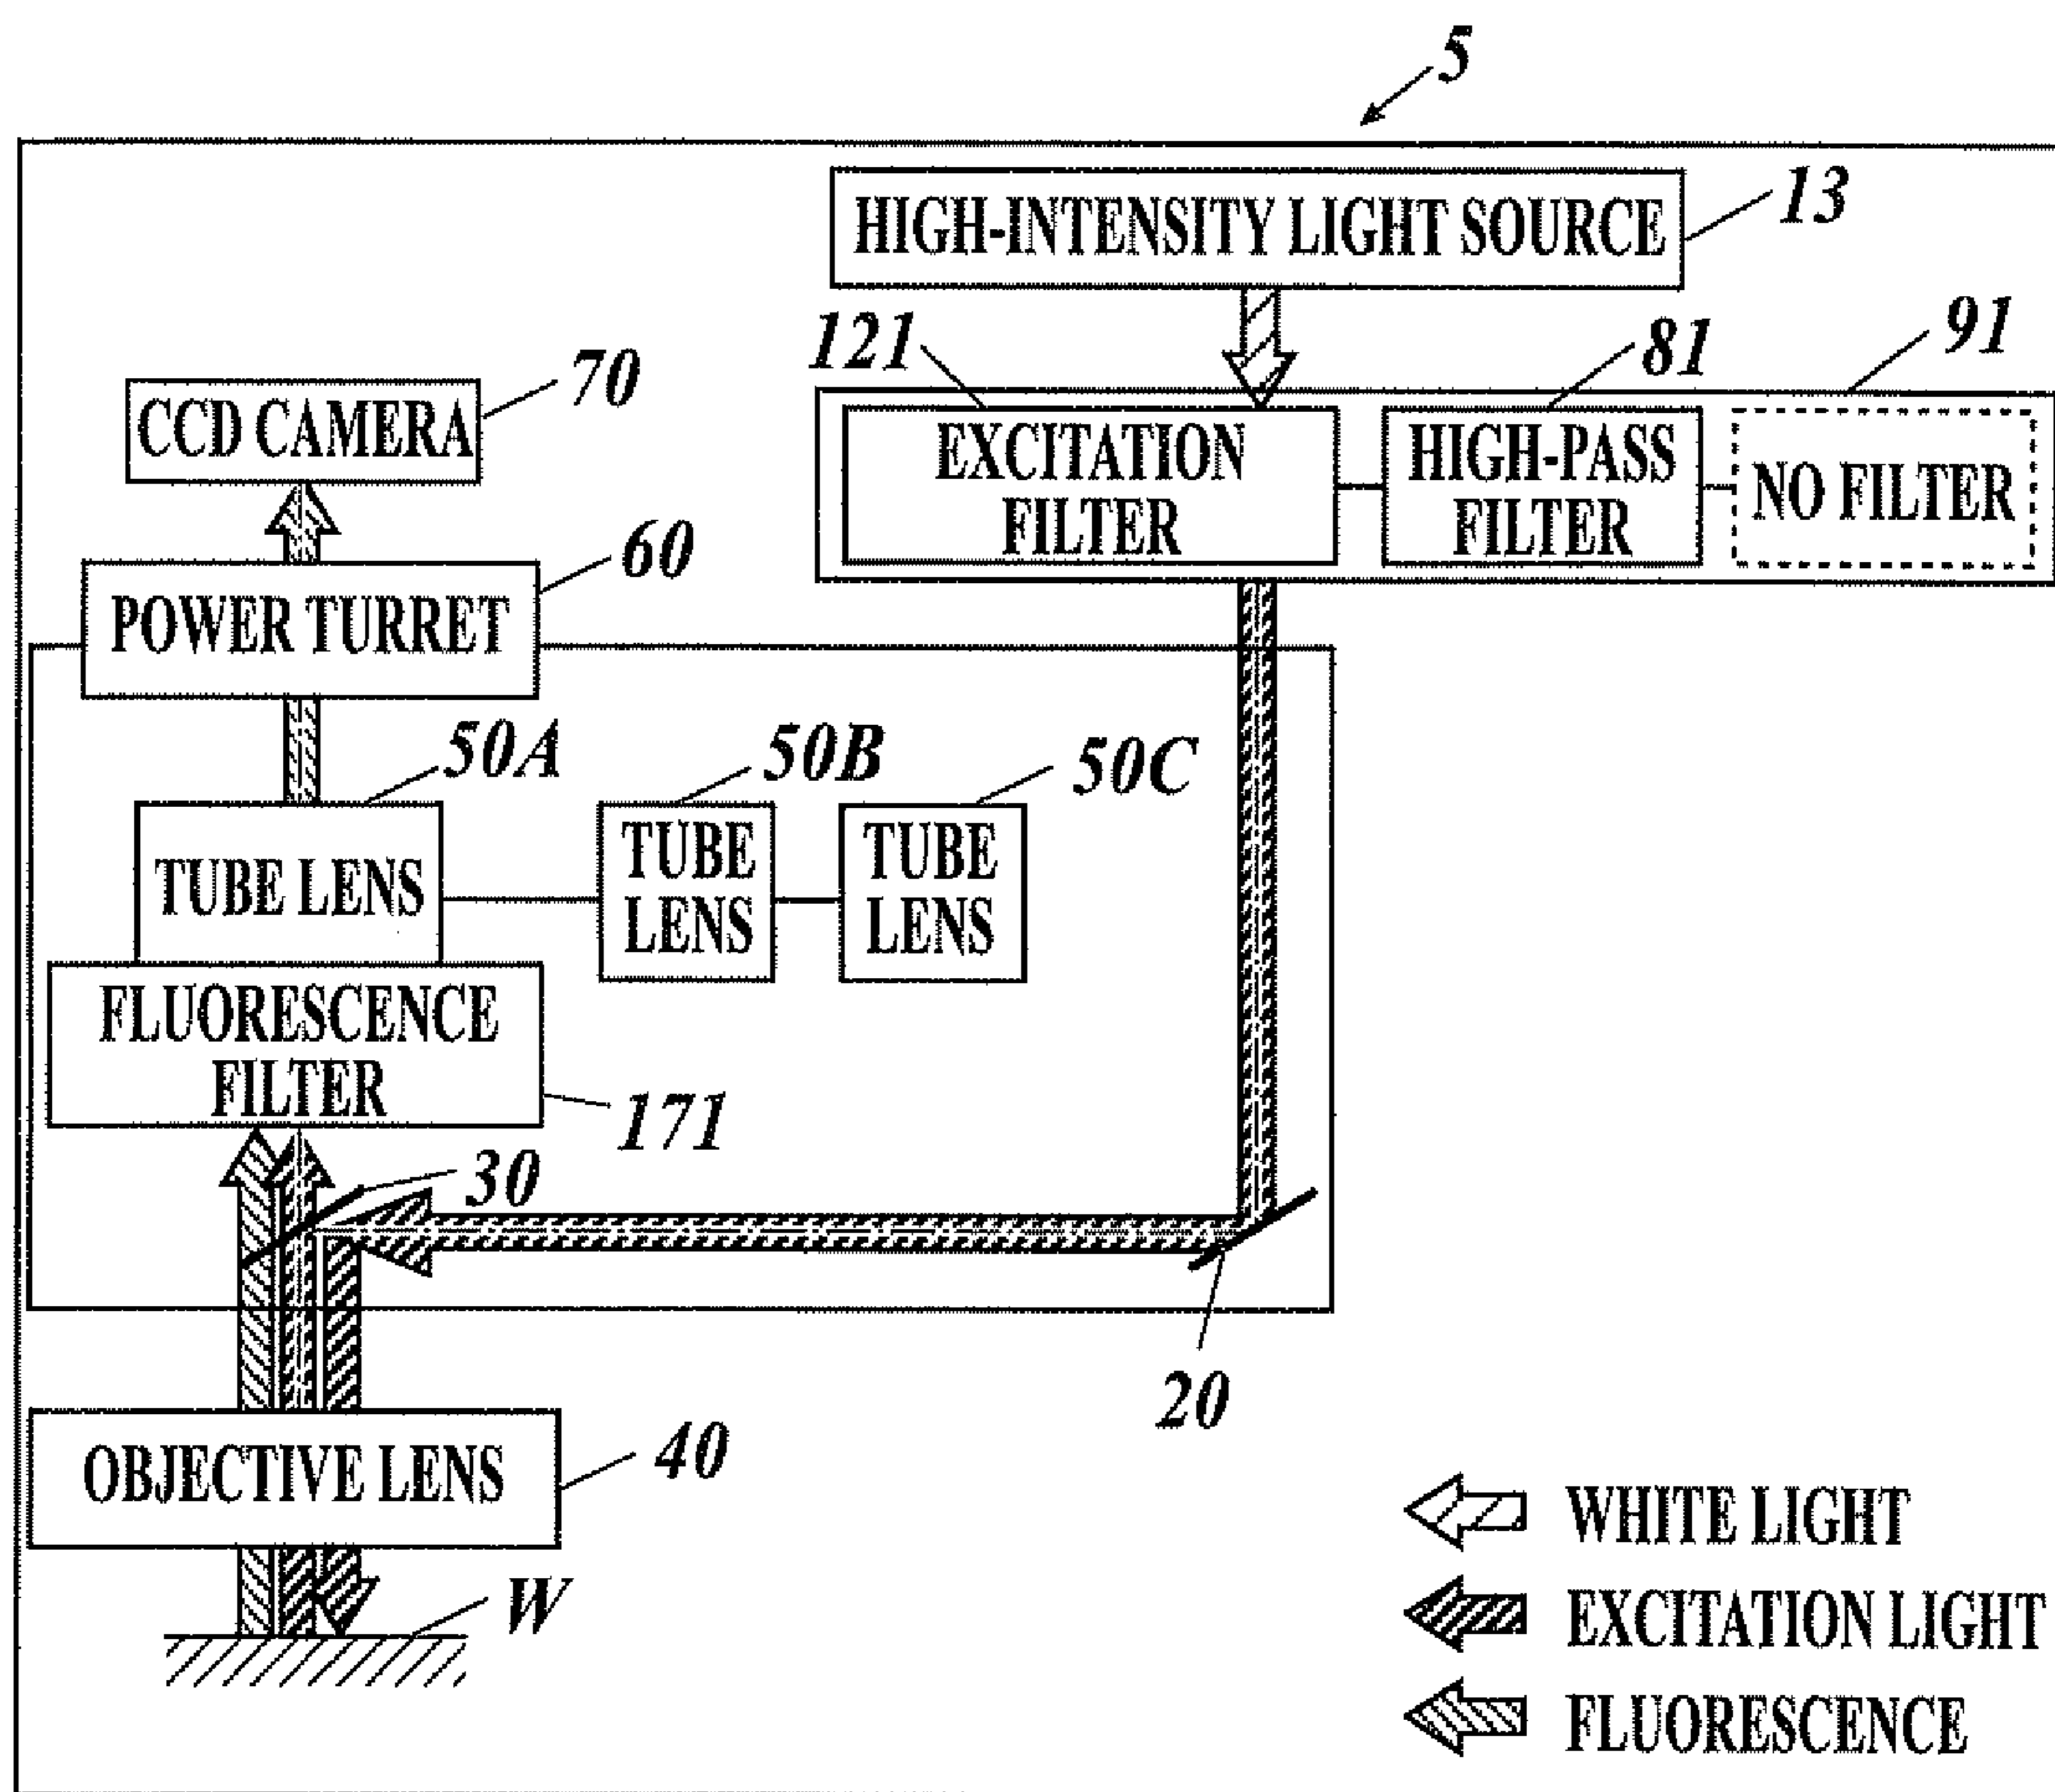 5
HIGH-INTENSITY LIGHT SOURCE
13
121
81
91
70
CCD CAMERA
EXCITATION
FILTER
HIGH-PASS
FILTER
NO FILTER
60
POWER TURRET
50A
50B
50C
TUBE LENS
TUBE
LENS
TUBE
LENS
FLUORESCENCE
FILTER
171
30
20
OBJECTIVE LENS
40
W
WHITE LIGHT
EXCITATION LIGHT
FLUORESCENCE